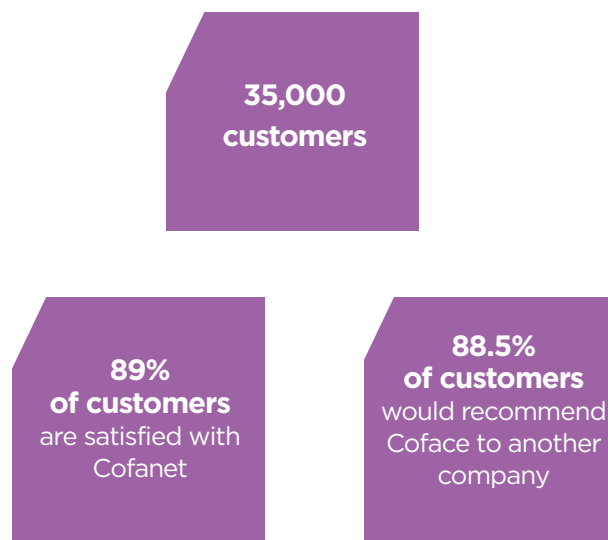 35,000
customers
89%
of customers
are satisfied with
Cofanet
88.5%
of customers
would recommend
Coface to another
company